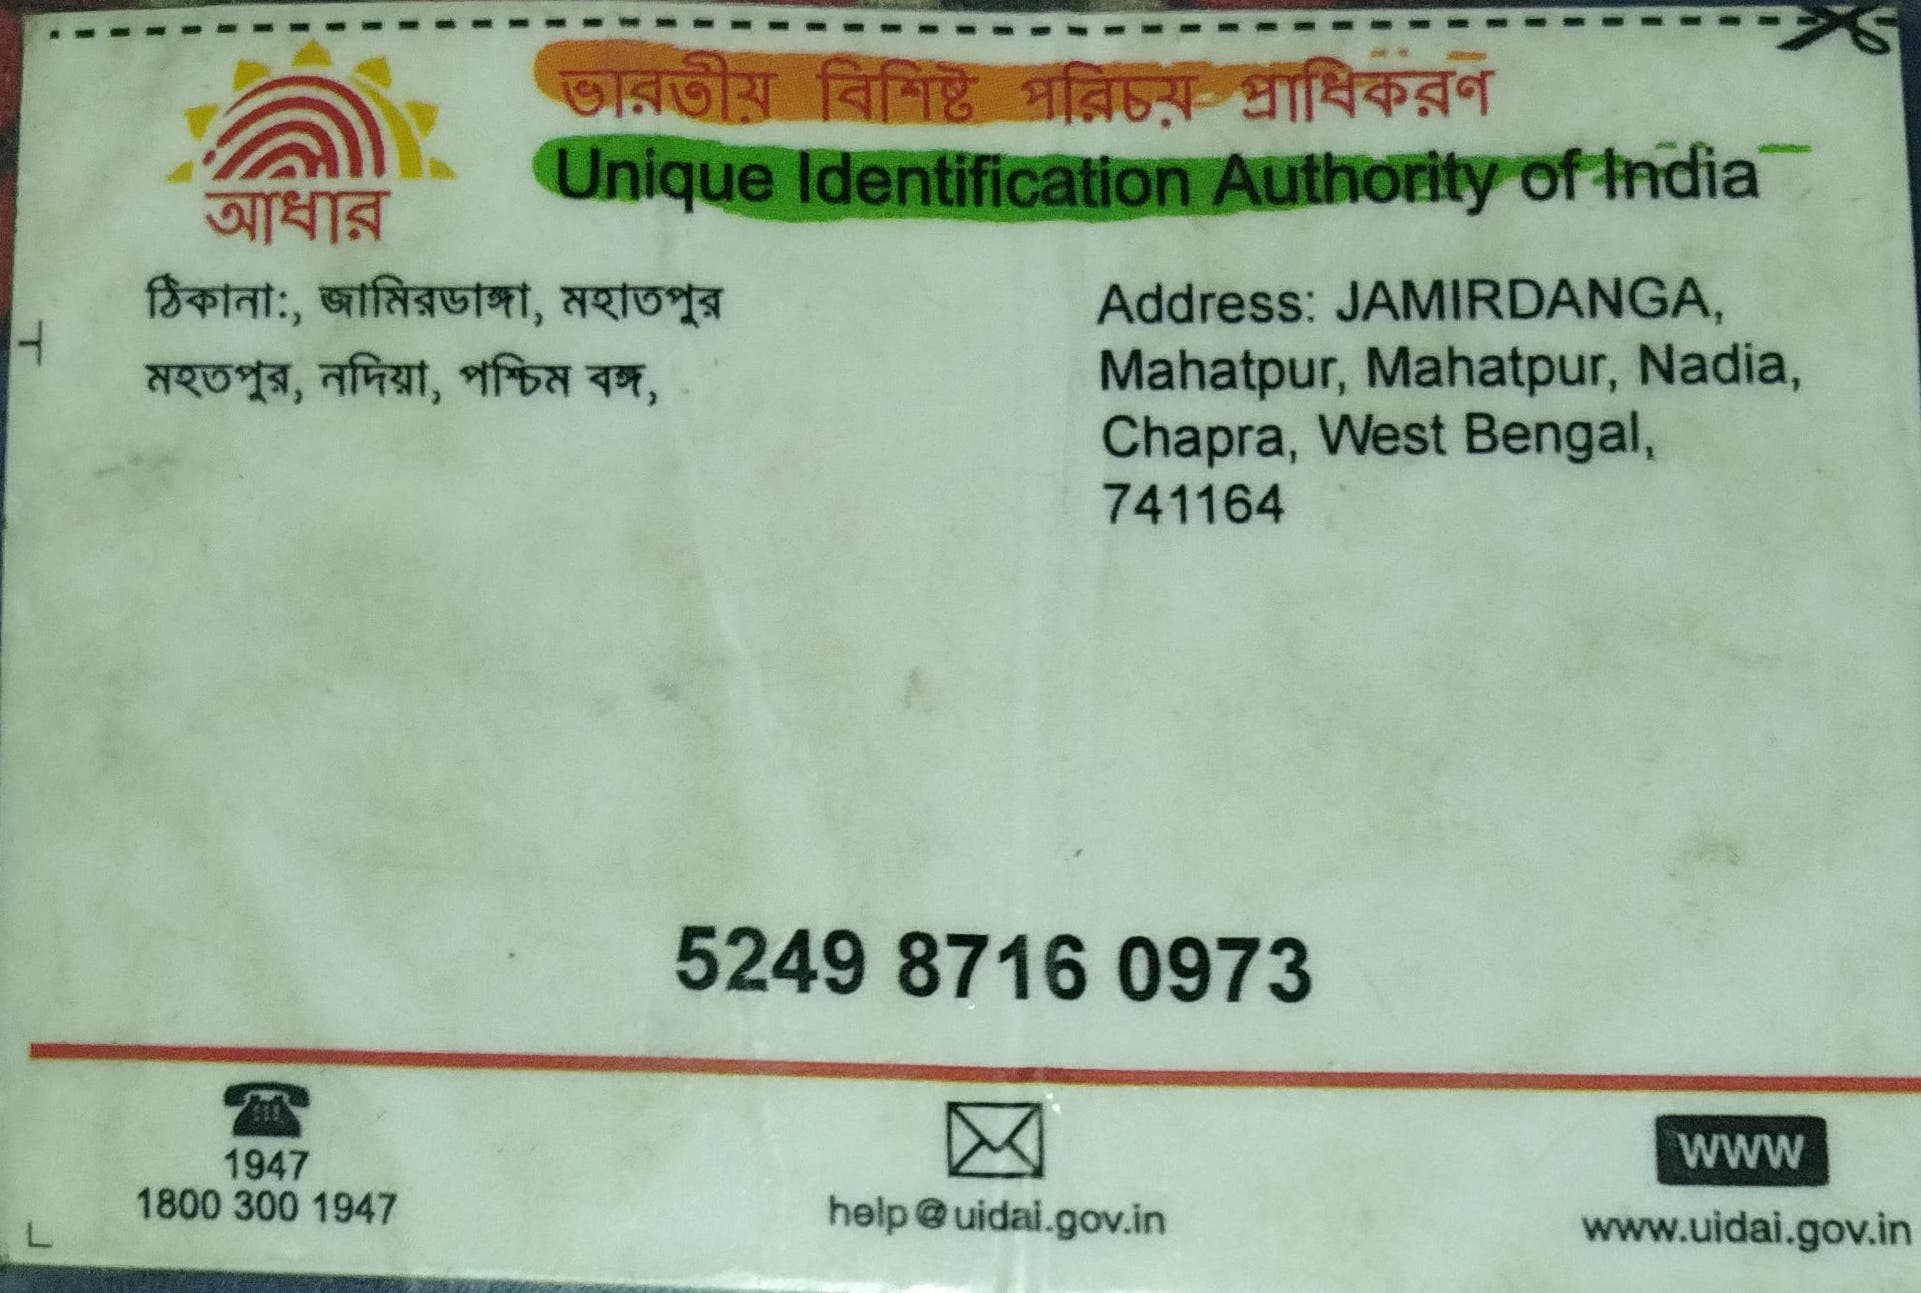 ভারতীয় বিশিষ্ট পরিচয় প্রাধিকরণ
Unique Identification Authority of India
আধার
ঠিকানা:, জামিরডাঙ্গা, মহাতপুর
মহতপুর, নদিয়া, পশ্চিম বঙ্গ,
Address: JAMIRDANGA,
Mahatpur, Mahatpur, Nadia,
Chapra, West Bengal,
741164
5249 8716 0973
1947
1800 300 1947
help@uidai.gov.in
WWW
www.uidai.gov.in